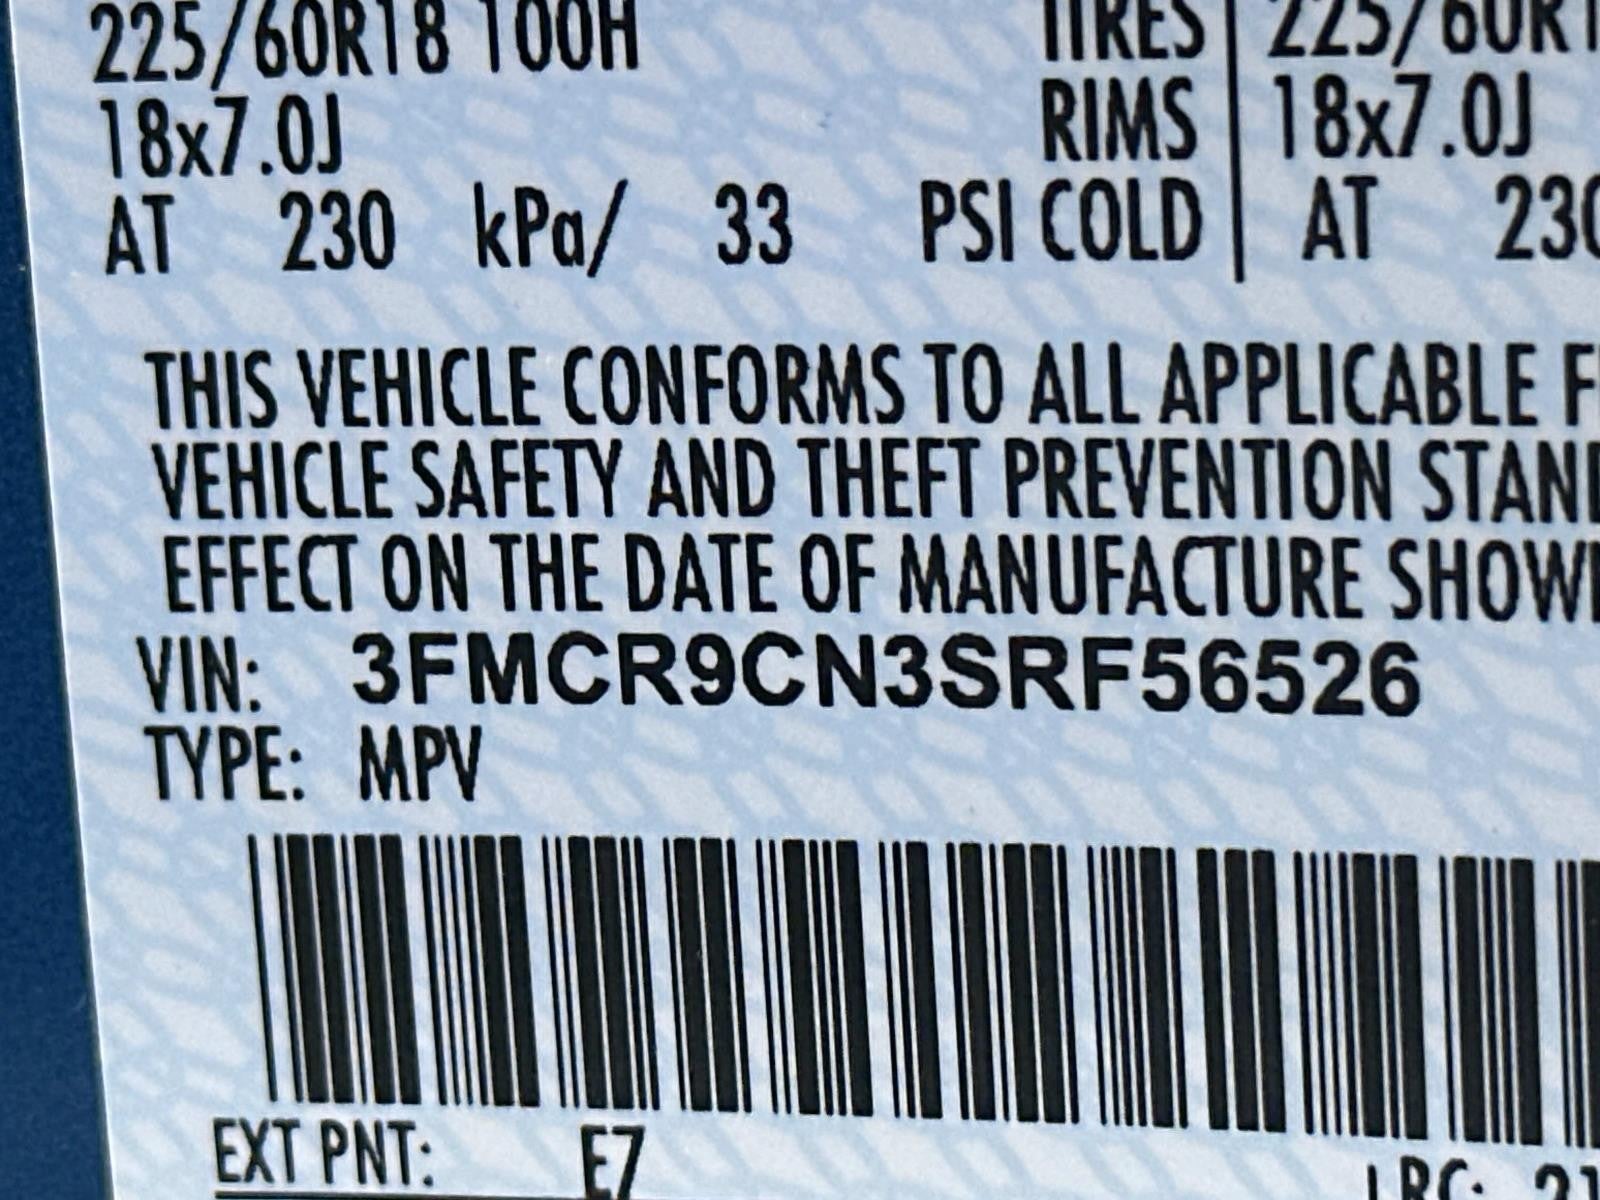 225/60R18 100H TIRES 225/60R1
18x7.0J RIMS 18x7.0J
AT 230 kPa/ 33 PSI COLD AT 230
THIS VEHICLE CONFORMS TO ALL APPLICABLE F
VEHICLE SAFETY AND THEFT PREVENTION STAND
EFFECT ON THE DATE OF MANUFACTURE SHOWN
VIN: 3FMCR9CN3SRF56526
TYPE: MPV
EXT PNT: E7